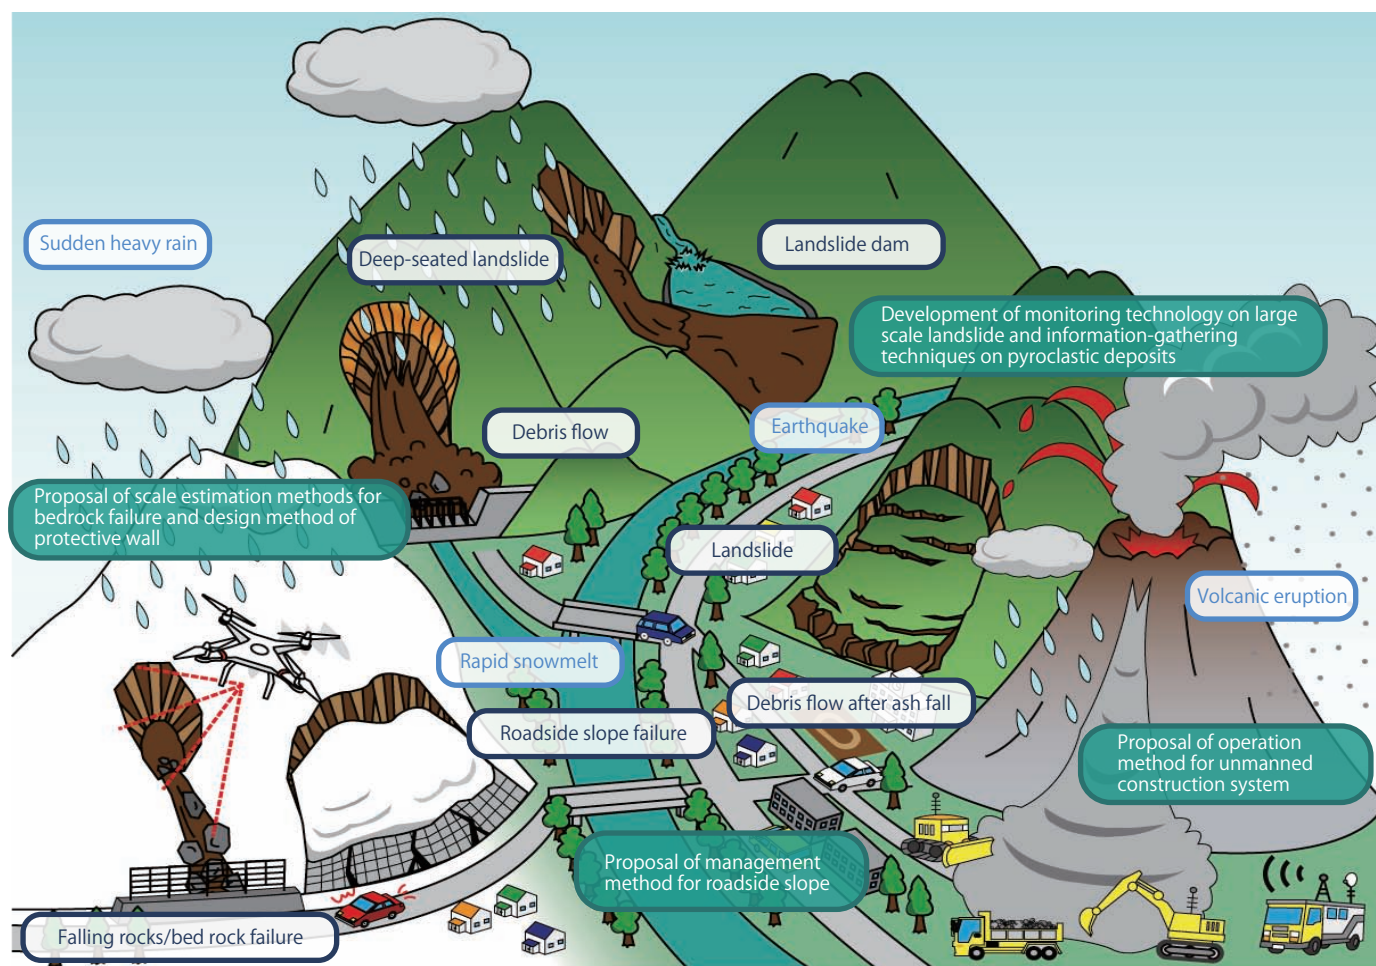 Sudden heavy rain
Deep-seated landslide
Landslide dam
Development of monitoring technology on large
scale landslide and information-gathering
techniques on pyroclastic deposits
Debris flow
Earthquake
Proposal of scale estimation methods for
bedrock failure and design method of
protective wall
Landslide
Volcanic eruption
Rapid snowmelt
Debris flow after ash fall
Roadside slope failure
Proposal of operation
method for unmanned
construction system
Proposal of management
method for roadside slope
Falling rocks/bed rock failure